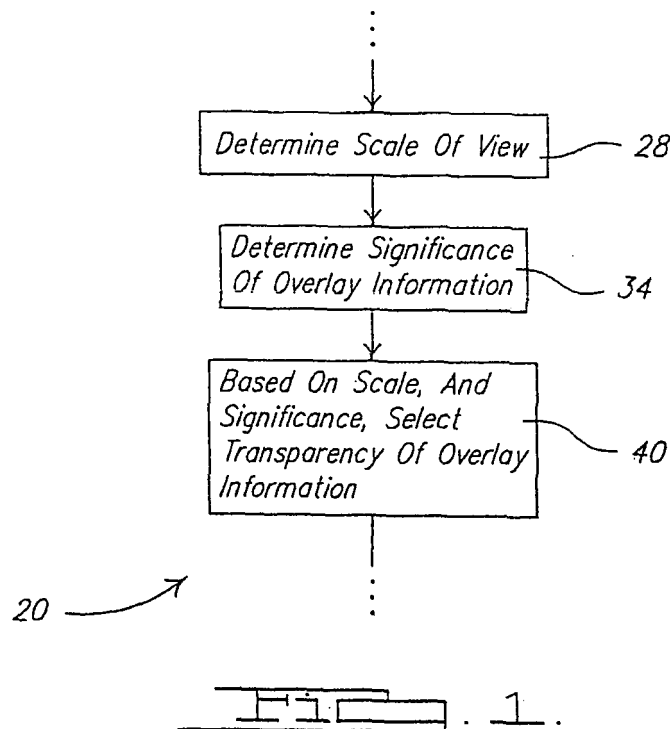 Determine Scale Of View
28
Determine Significance
Of Overlay Information
34
Based On Scale, And
Significance, Select
Transparency Of Overlay
Information
40
20
Fig. 1.